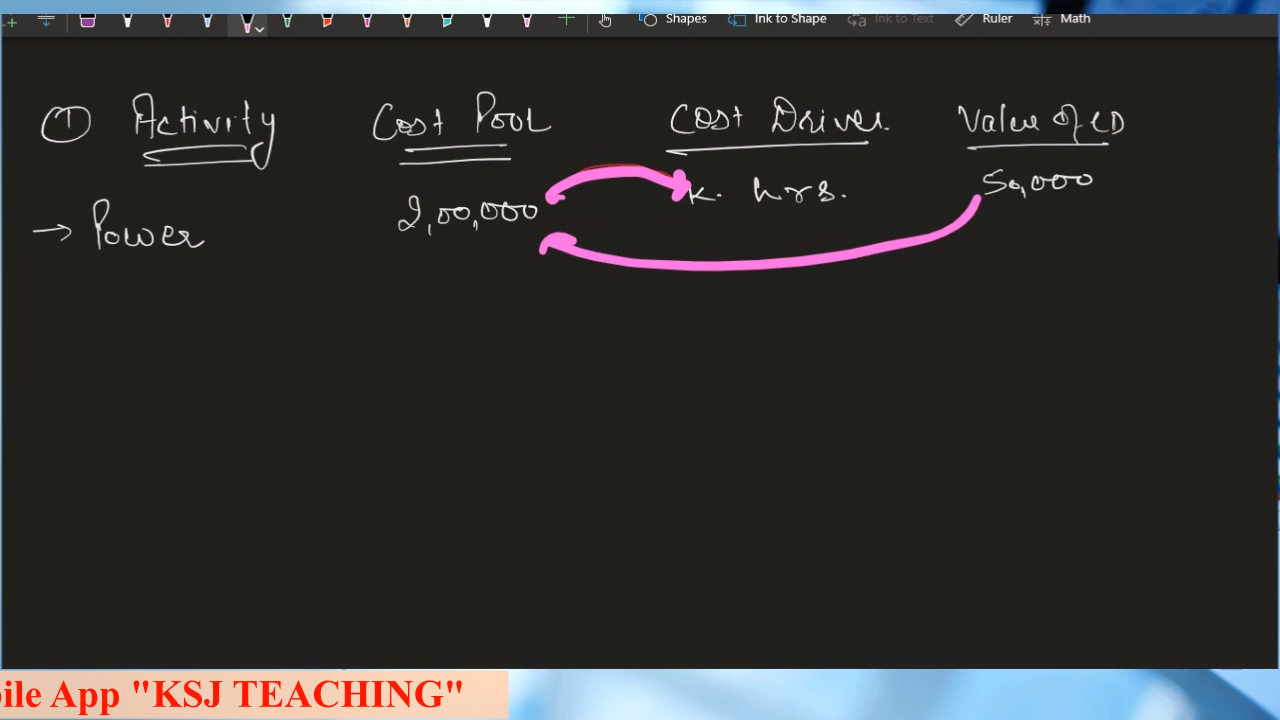 Shapes Ink to Shape Ink to Text Ruler Math
① Activity Cost Pool Cost Driver. Value of CD
→ Power 2,00,000 k. hrs. 50,000
ile App "KSJ TEACHING"